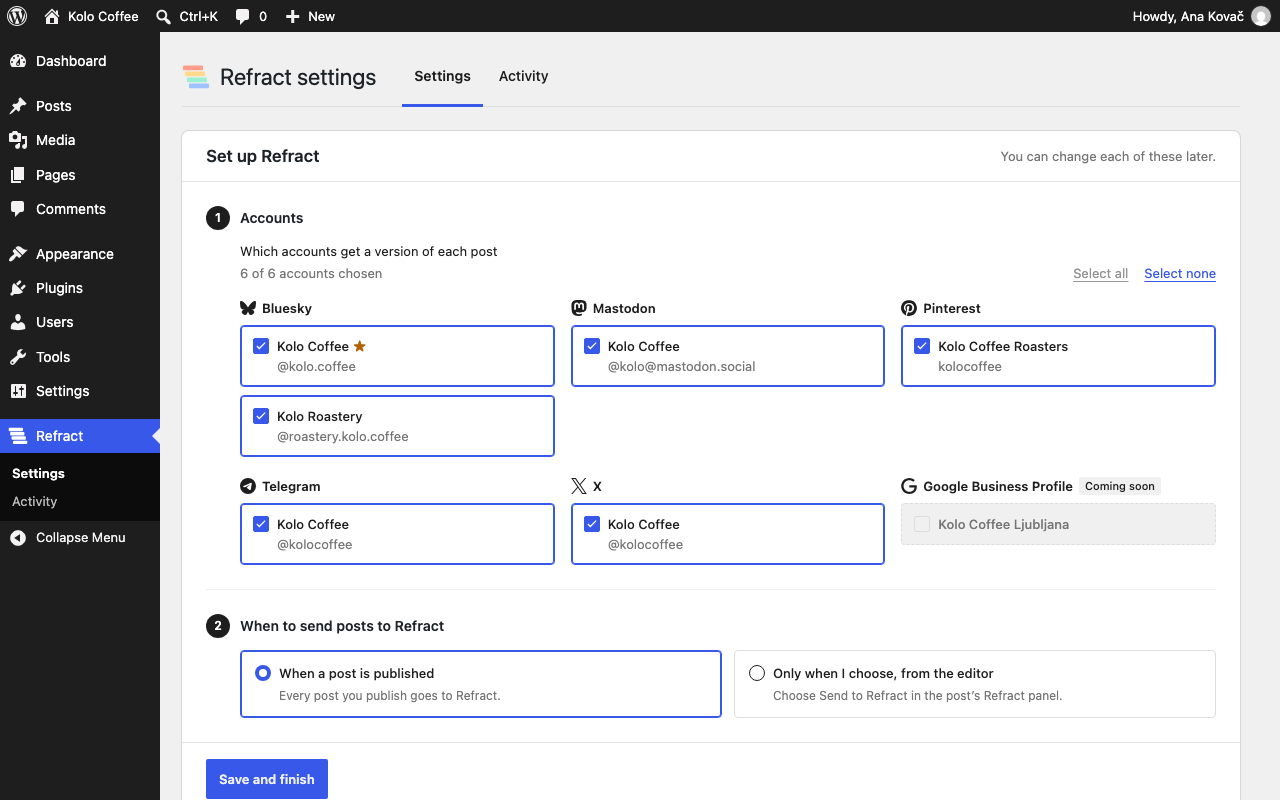 Kolo Coffee
Ctrl+K
0
New
Howdy, Ana Kovač
Dashboard
Posts
Media
Pages
Comments
Appearance
Plugins
Users
Tools
Settings
Refract
Settings
Activity
Collapse Menu
Refract settings
Settings
Activity
Set up Refract
You can change each of these later.
1
Accounts
Which accounts get a version of each post
6 of 6 accounts chosen
Select all
Select none
Bluesky
Kolo Coffee
@kolo.coffee
Kolo Roastery
@roastery.kolo.coffee
Mastodon
Kolo Coffee
@kolo@mastodon.social
Pinterest
Kolo Coffee Roasters
kolocoffee
Telegram
Kolo Coffee
@kolocoffee
X
Kolo Coffee
@kolocoffee
Google Business Profile
Coming soon
Kolo Coffee Ljubljana
2
When to send posts to Refract
When a post is published
Every post you publish goes to Refract.
Only when I choose, from the editor
Choose Send to Refract in the post's Refract panel.
Save and finish